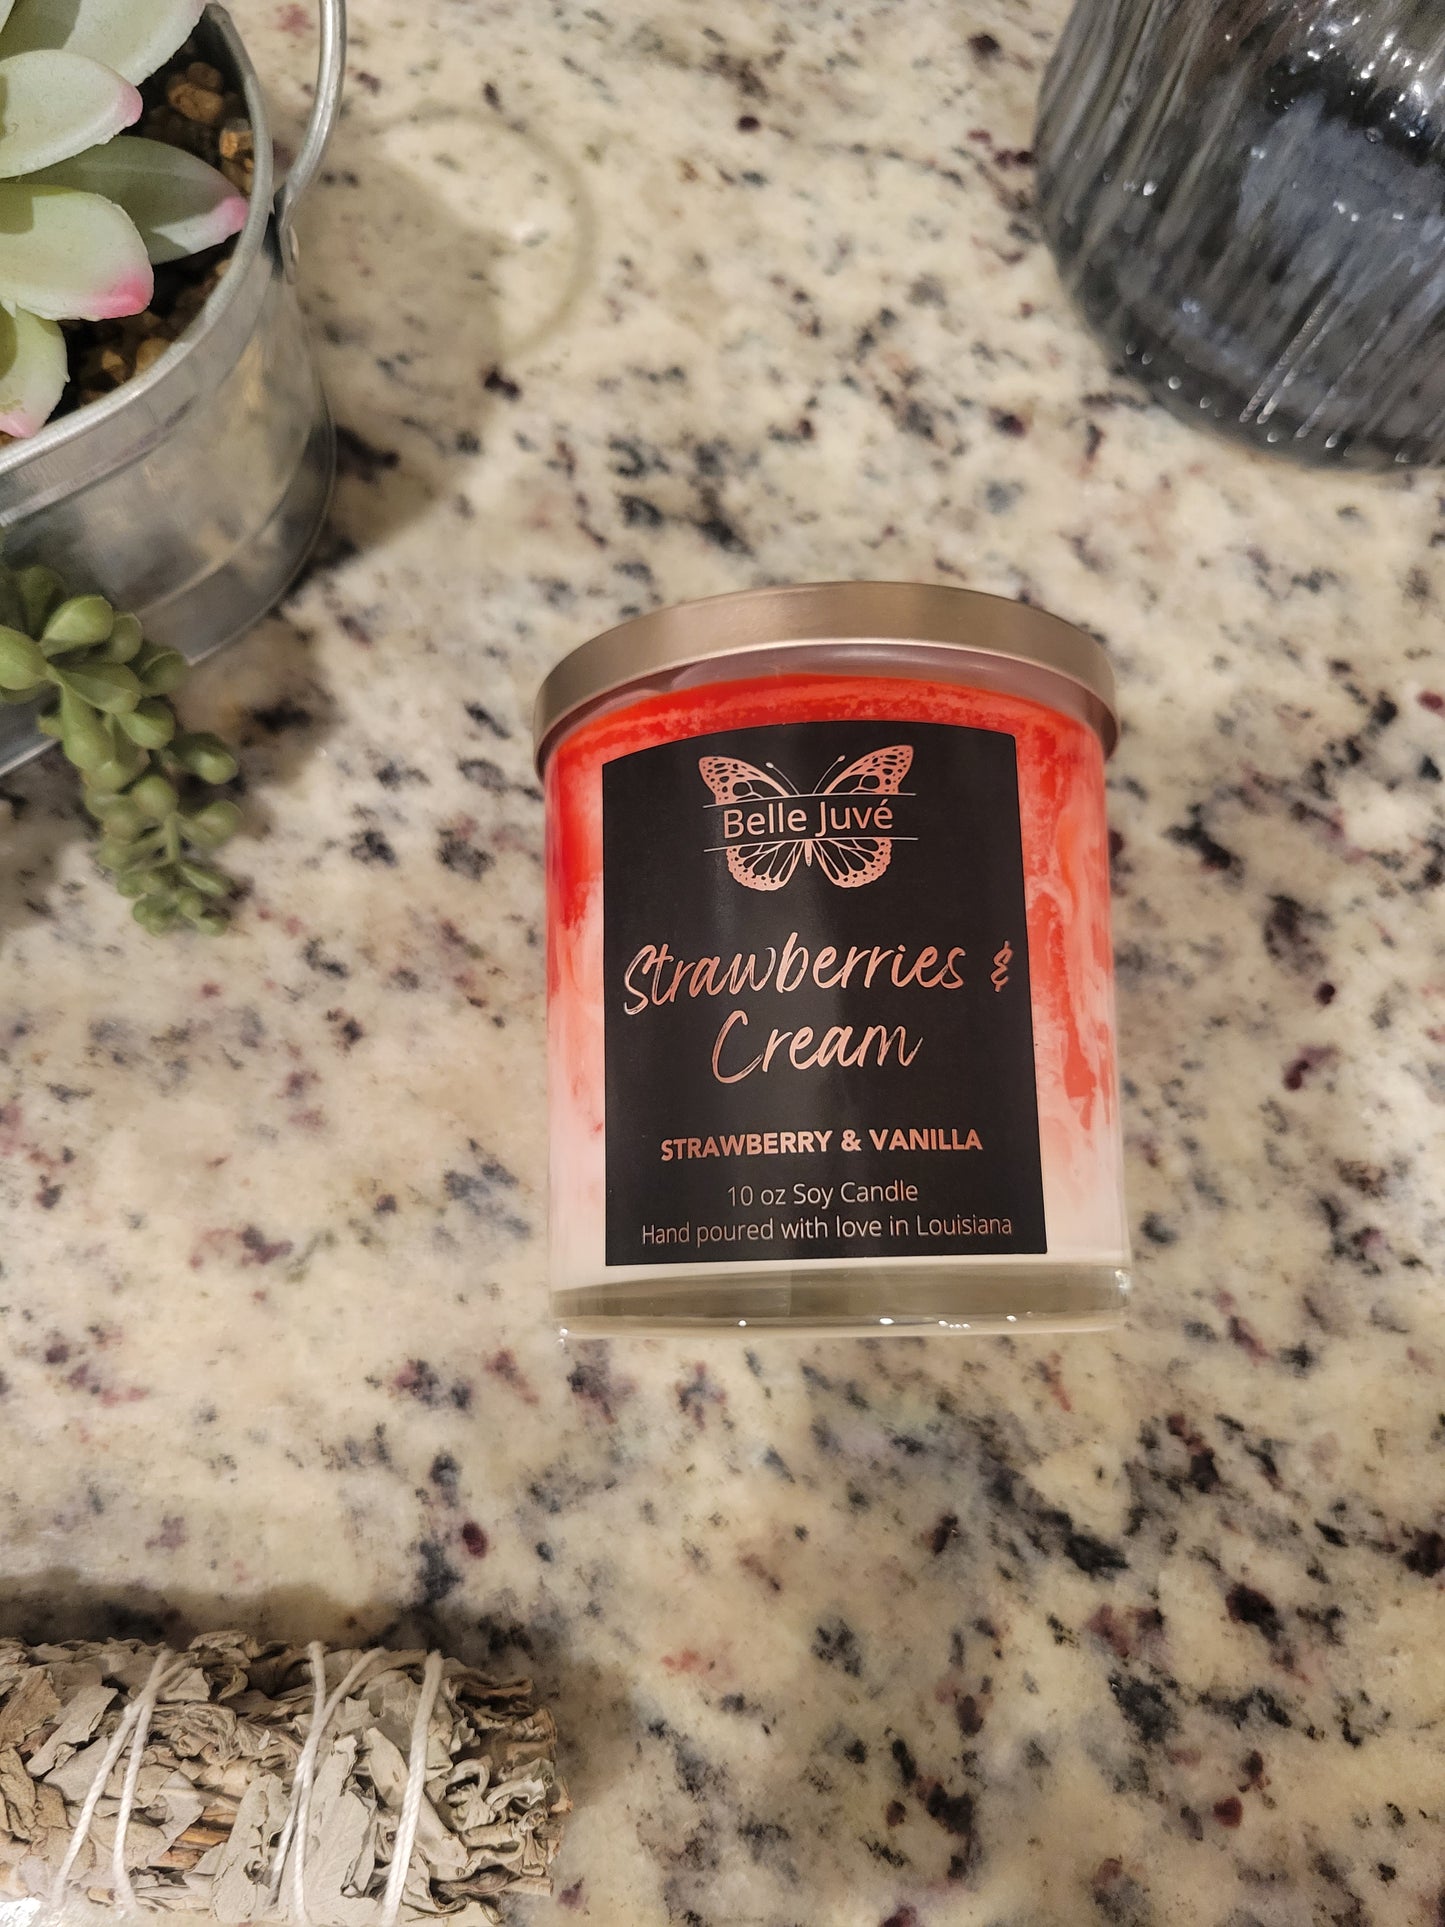 Belle Juvé
Strawberries &
Cream
STRAWBERRY & VANILLA
10 oz Soy Candle
Hand poured with love in Louisiana